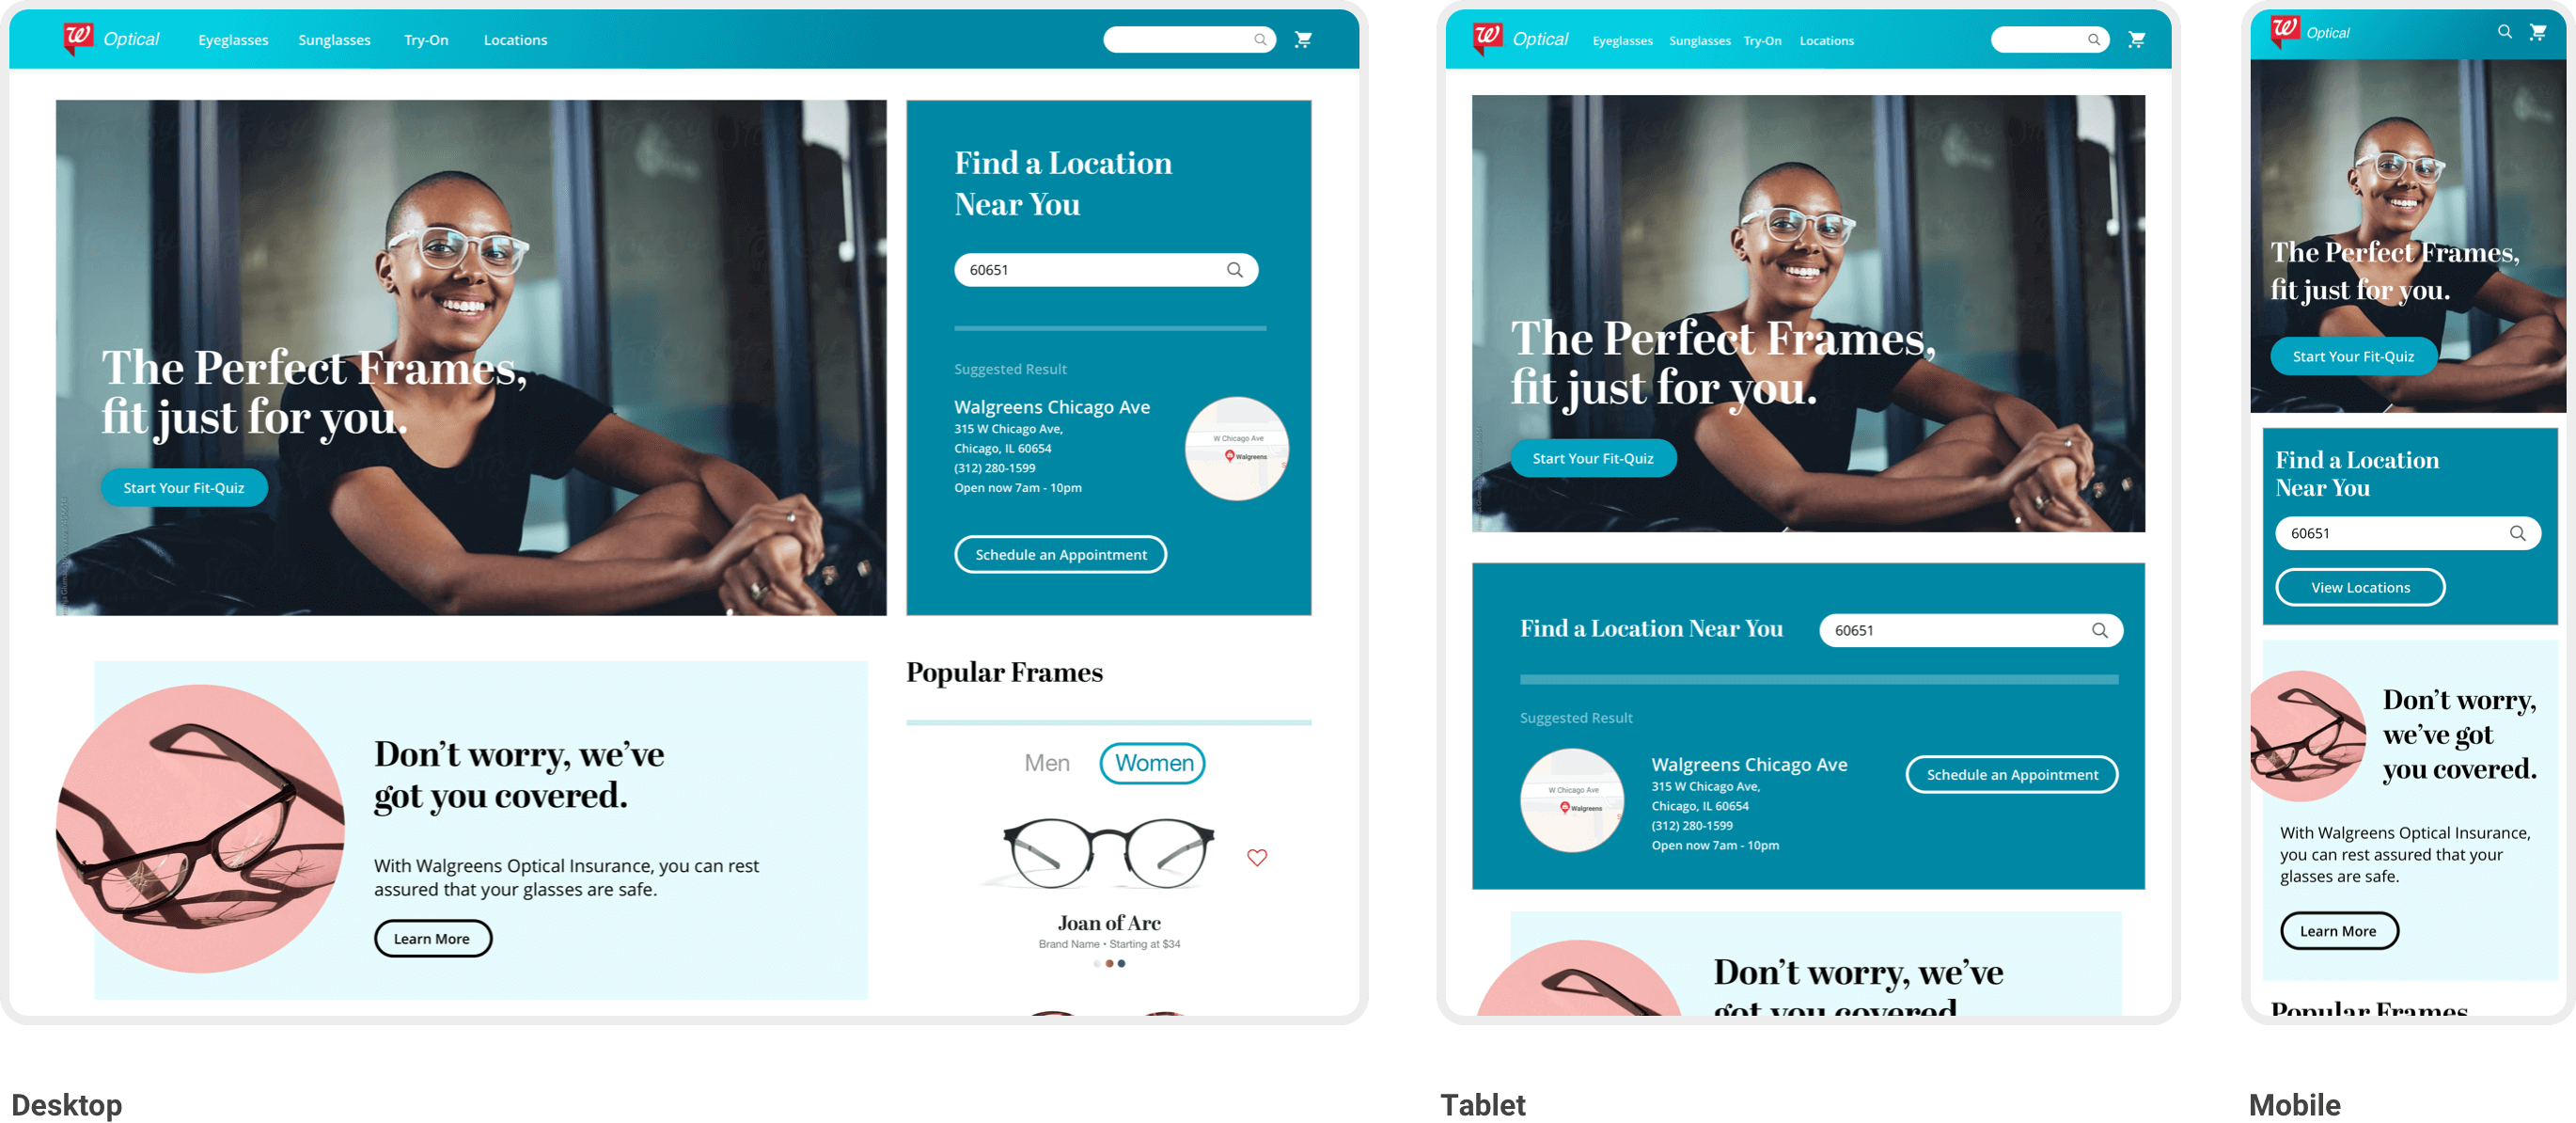 W Optical Eyeglasses Sunglasses Try-On Locations
The Perfect Frames,
fit just for you.
Start Your Fit-Quiz
Find a Location
Near You
60651
Suggested Result
Walgreens Chicago Ave
315 W Chicago Ave,
Chicago, IL 60654
(312) 280-1599
Open now 7am - 10pm
W Chicago Ave
Walgreens
Schedule an Appointment
Don’t worry, we’ve
got you covered.
With Walgreens Optical Insurance, you can rest
assured that your glasses are safe.
Learn More
Popular Frames
Men Women
Joan of Arc
Brand Name • Starting at $34
Desktop
W Optical Eyeglasses Sunglasses Try-On Locations
The Perfect Frames,
fit just for you.
Start Your Fit-Quiz
Find a Location Near You
60651
Suggested Result
W Chicago Ave
Walgreens
Walgreens Chicago Ave
315 W Chicago Ave,
Chicago, IL 60654
(312) 280-1599
Open now 7am - 10pm
Schedule an Appointment
Don’t worry, we’ve
got you covered
Tablet
W Optical
The Perfect Frames,
fit just for you.
Start Your Fit-Quiz
Find a Location
Near You
60651
View Locations
Don’t worry,
we’ve got
you covered.
With Walgreens Optical Insurance,
you can rest assured that your
glasses are safe.
Learn More
Popular Frames
Mobile